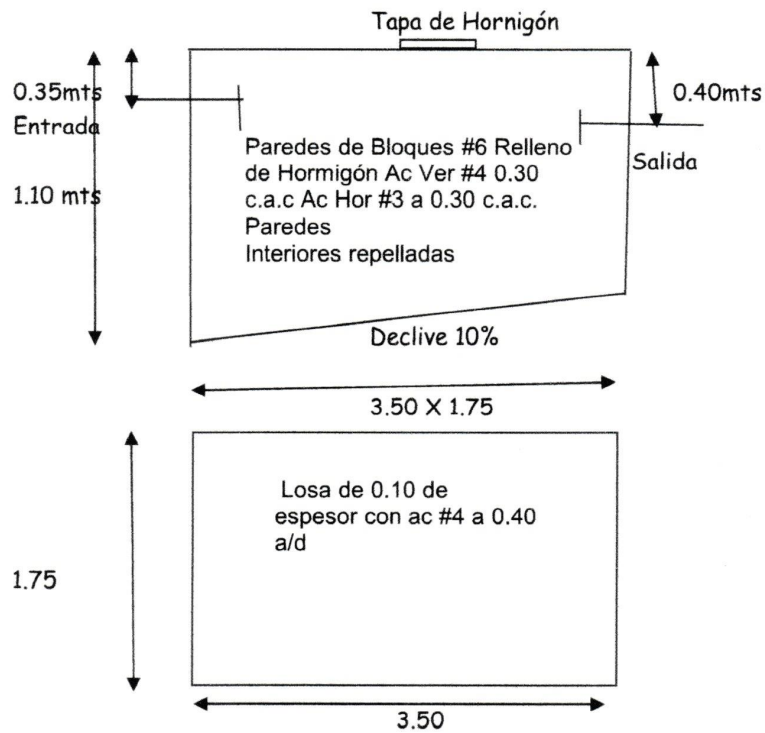 Tapa de Hornigón
0.35mts
Entrada
0.40mts
Salida
1.10 mts
Paredes de Bloques #6 Relleno
de Hormigón Ac Ver #4 0.30
c.a.c Ac Hor #3 a 0.30 c.a.c.
Paredes
Interiores repelladas
Declive 10%
3.50 X 1.75
Losa de 0.10 de
espesor con ac #4 a 0.40
a/d
1.75
3.50